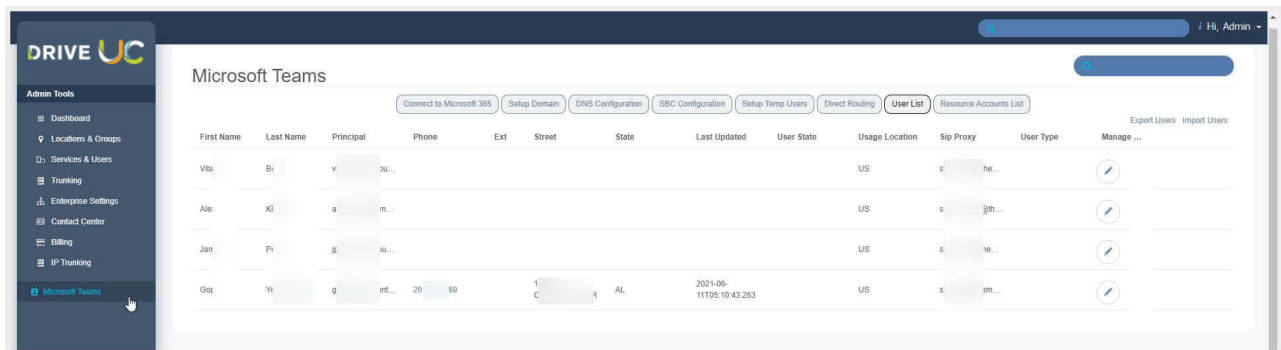 Hi, Admin
DRIVE UC
Microsoft Teams
Admin Tools
Connect to Microsoft 365 Setup Domain DNS Configuration SBC Configuration Setup Temp Users Direct Routing User List Resource Accounts List
Dashboard
Export Users Import Users
Locations & Groups
First Name Last Name Principal Phone Ext Street State Last Updated User State Usage Location Sip Proxy User Type Manage ...
Services & Users
US
Trunking
Enterprise Settings
US
Contact Center
Billing
US
IP Trunking
Microsoft Teams
AL 2021-06-11T05:10:43.263 US